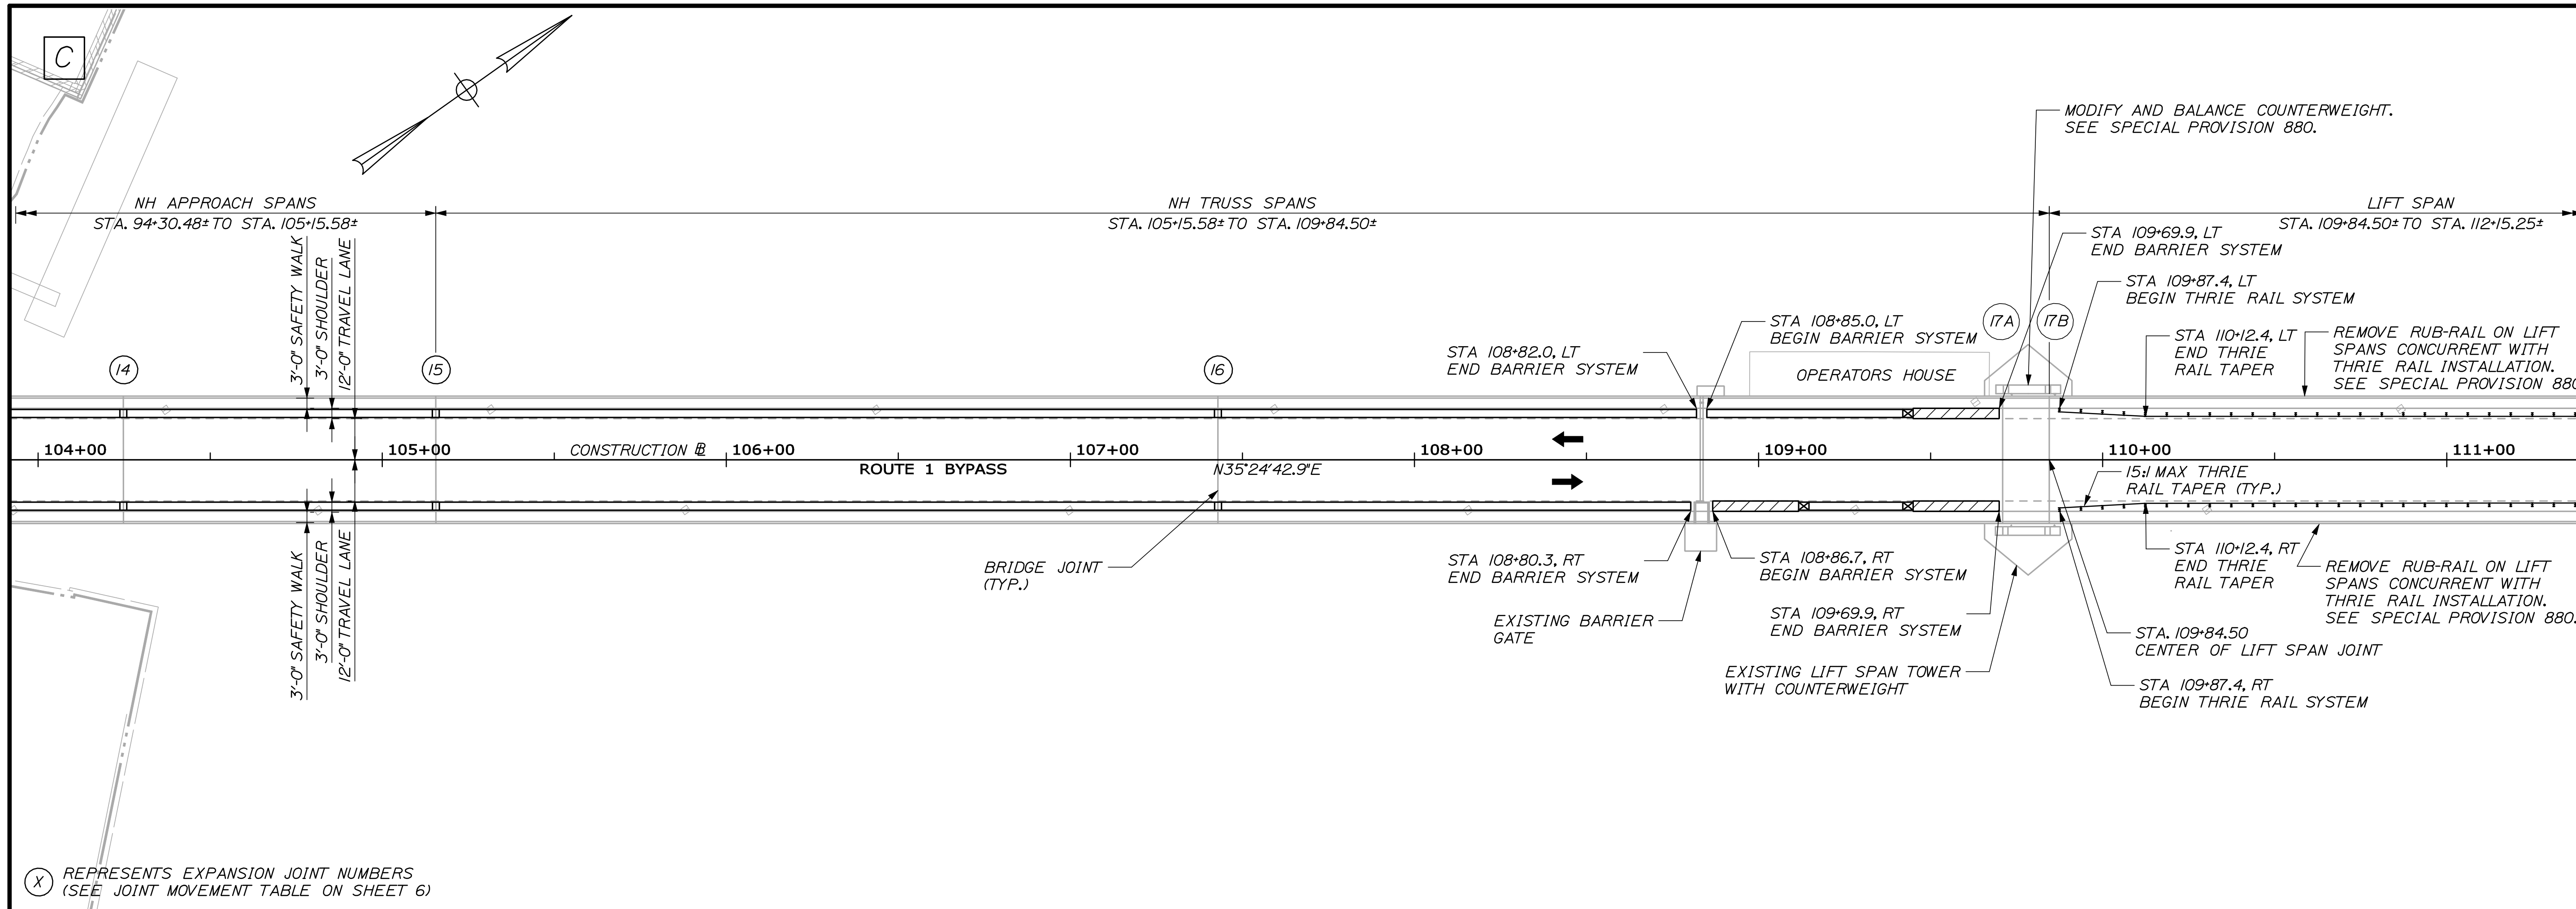 C
MODIFY AND BALANCE COUNTERWEIGHT.
SEE SPECIAL PROVISION 880.
NH APPROACH SPANS
STA. 94+30.48± TO STA. 105+15.58±
NH TRUSS SPANS
STA. 105+15.58± TO STA. 109+84.50±
LIFT SPAN
STA. 109+84.50± TO STA. 112+15.25±
3'-0" SAFETY WALK
3'-0" SHOULDER
12'-0" TRAVEL LANE
STA 109+69.9, LT
END BARRIER SYSTEM
STA 109+87.4, LT
BEGIN THRIE RAIL SYSTEM
STA 108+85.0, LT
BEGIN BARRIER SYSTEM
STA 108+82.0, LT
END BARRIER SYSTEM
17A
17B
STA 110+12.4, LT
END THRIE
RAIL TAPER
REMOVE RUB-RAIL ON LIFT
SPANS CONCURRENT WITH
THRIE RAIL INSTALLATION.
SEE SPECIAL PROVISION 880
14
15
16
OPERATORS HOUSE
104+00
105+00
CONSTRUCTION BL
106+00
107+00
108+00
109+00
110+00
111+00
ROUTE 1 BYPASS
N35°24'42.9"E
15:1 MAX THRIE
RAIL TAPER (TYP.)
3'-0" SAFETY WALK
3'-0" SHOULDER
12'-0" TRAVEL LANE
BRIDGE JOINT
(TYP.)
STA 108+80.3, RT
END BARRIER SYSTEM
STA 108+86.7, RT
BEGIN BARRIER SYSTEM
EXISTING BARRIER
GATE
STA 109+69.9, RT
END BARRIER SYSTEM
EXISTING LIFT SPAN TOWER
WITH COUNTERWEIGHT
STA 110+12.4, RT
END THRIE
RAIL TAPER
REMOVE RUB-RAIL ON LIFT
SPANS CONCURRENT WITH
THRIE RAIL INSTALLATION.
SEE SPECIAL PROVISION 880.
STA. 109+84.50
CENTER OF LIFT SPAN JOINT
STA 109+87.4, RT
BEGIN THRIE RAIL SYSTEM
X
REPRESENTS EXPANSION JOINT NUMBERS
(SEE JOINT MOVEMENT TABLE ON SHEET 6)